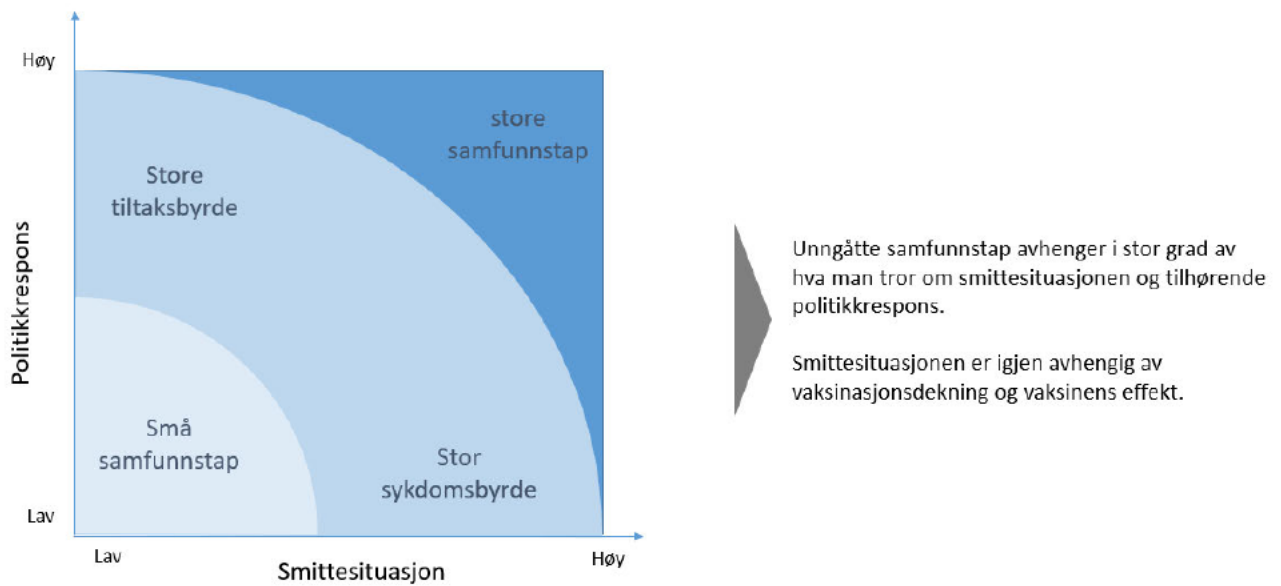 Høy
store
samfunnstap
Store
tiltaksbyrde
Politikkrespons
Små
samfunnstap
Stor
sykdomsbyrde
Lav
Lav
Høy
Smittesituasjon
Unngåtte samfunnstap avhenger i stor grad av
hva man tror om smittesituasjonen og tilhørende
politikkrespons.
Smittesituasjonen er igjen avhengig av
vaksinasjonsdekning og vaksinens effekt.